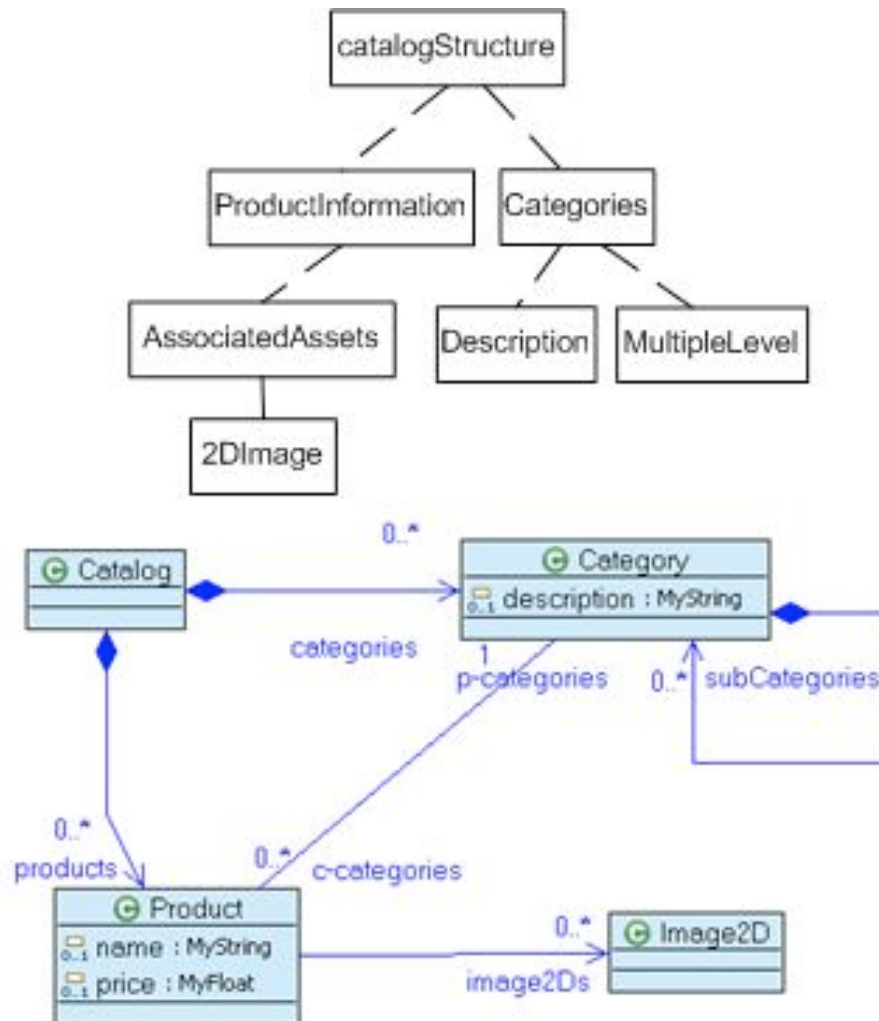 catalogStructure
ProductInformation
Categories
AssociatedAssets
Description
MultipleLevel
2DImage
0..*
C Catalog
C Category
0..1 description : MyString
categories
1
p-categories
0..*
subCategories
0..*
products
0..*
c-categories
C Product
0..1 name : MyString
0..1 price : MyFloat
0..*
image2Ds
C Image2D